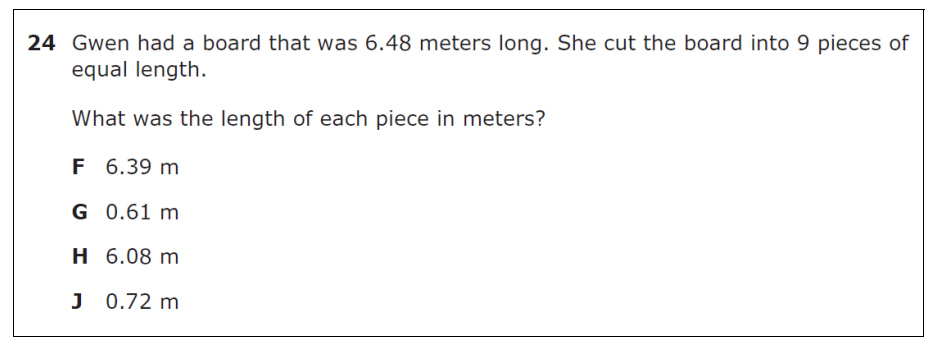 24 Gwen had a board that was 6.48 meters long. She cut the board into 9 pieces of
equal length.
What was the length of each piece in meters?
F 6.39 m
G 0.61 m
H 6.08 m
J 0.72 m